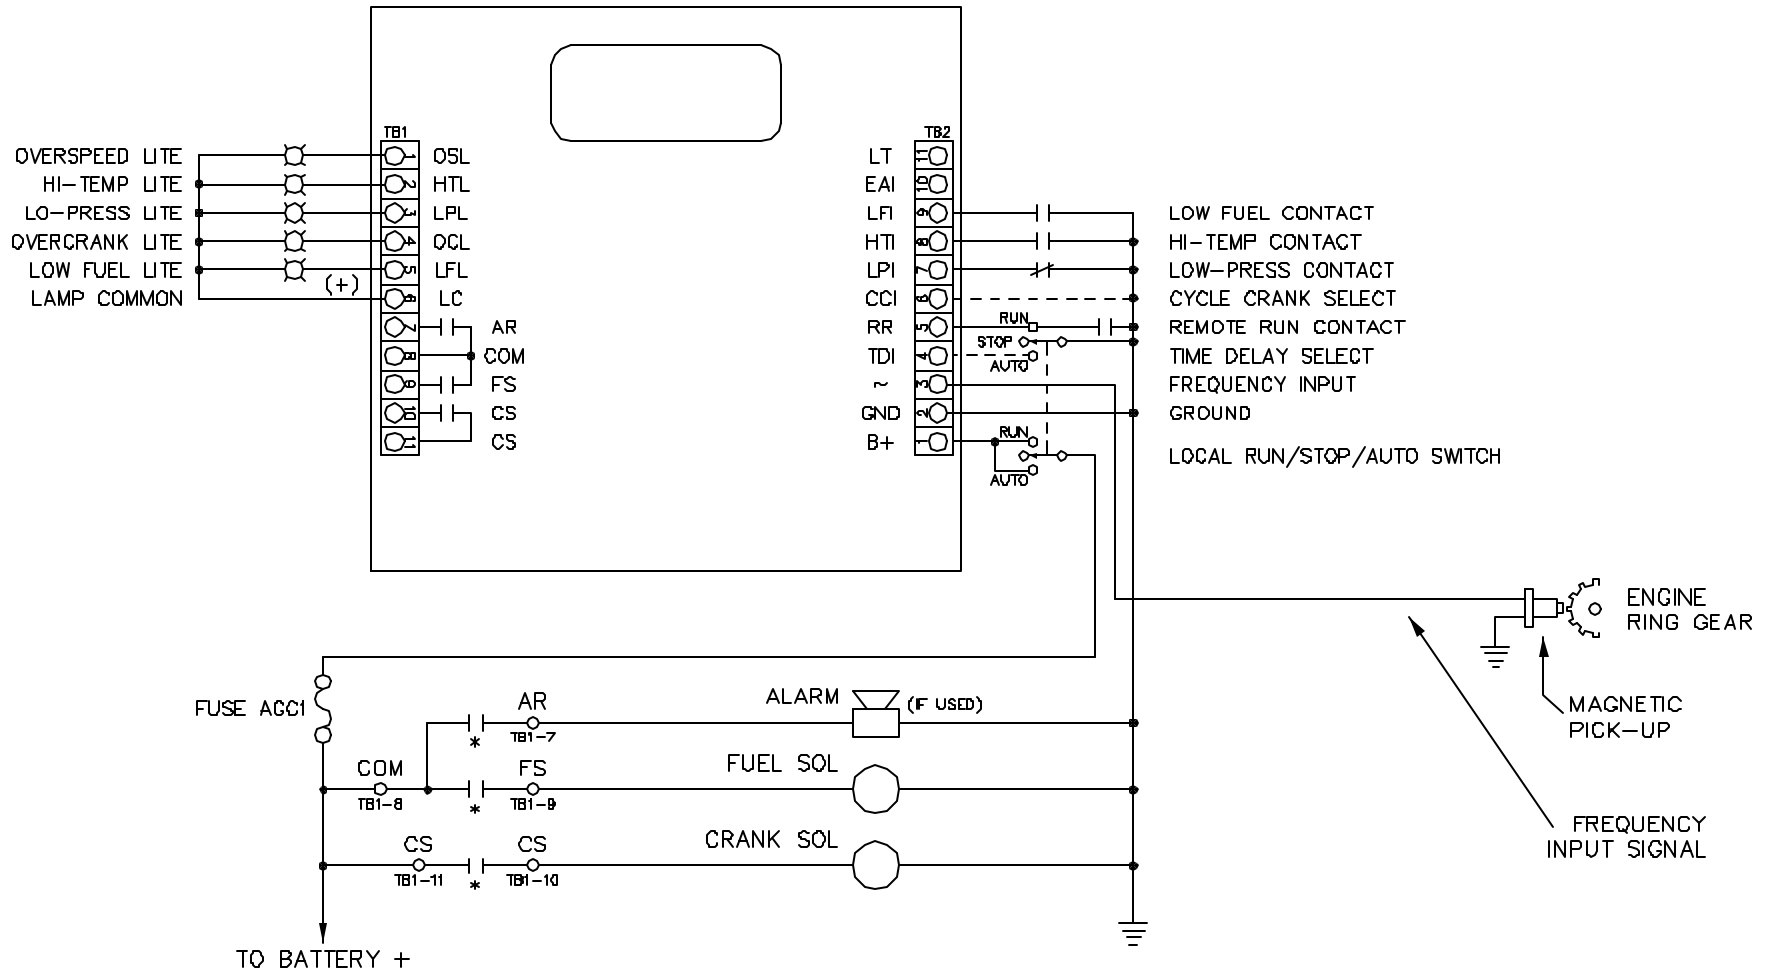 TB1
TB2
OVERSPEED LITE
1
OSL
LT
11
HI-TEMP LITE
2
HTL
EAI
10
LO-PRESS LITE
3
LPL
LFI
9
LOW FUEL CONTACT
OVERCRANK LITE
4
OCL
HTI
8
HI-TEMP CONTACT
LOW FUEL LITE
5
LFL
LPI
7
LOW-PRESS CONTACT
(+)
LAMP COMMON
6
LC
CCI
6
CYCLE CRANK SELECT
7
AR
RR
5
RUN
REMOTE RUN CONTACT
STOP
8
COM
TDI
4
AUTO
TIME DELAY SELECT
9
FS
~
3
FREQUENCY INPUT
10
CS
GND
2
GROUND
11
CS
B+
1
RUN
AUTO
LOCAL RUN/STOP/AUTO SWITCH
ENGINE
RING GEAR
MAGNETIC
PICK-UP
FREQUENCY
INPUT SIGNAL
FUSE AGC1
AR
*
TB1-7
ALARM
(IF USED)
COM
TB1-8
FS
*
TB1-9
FUEL SOL
CS
TB1-11
CS
*
TB1-10
CRANK SOL
TO BATTERY +